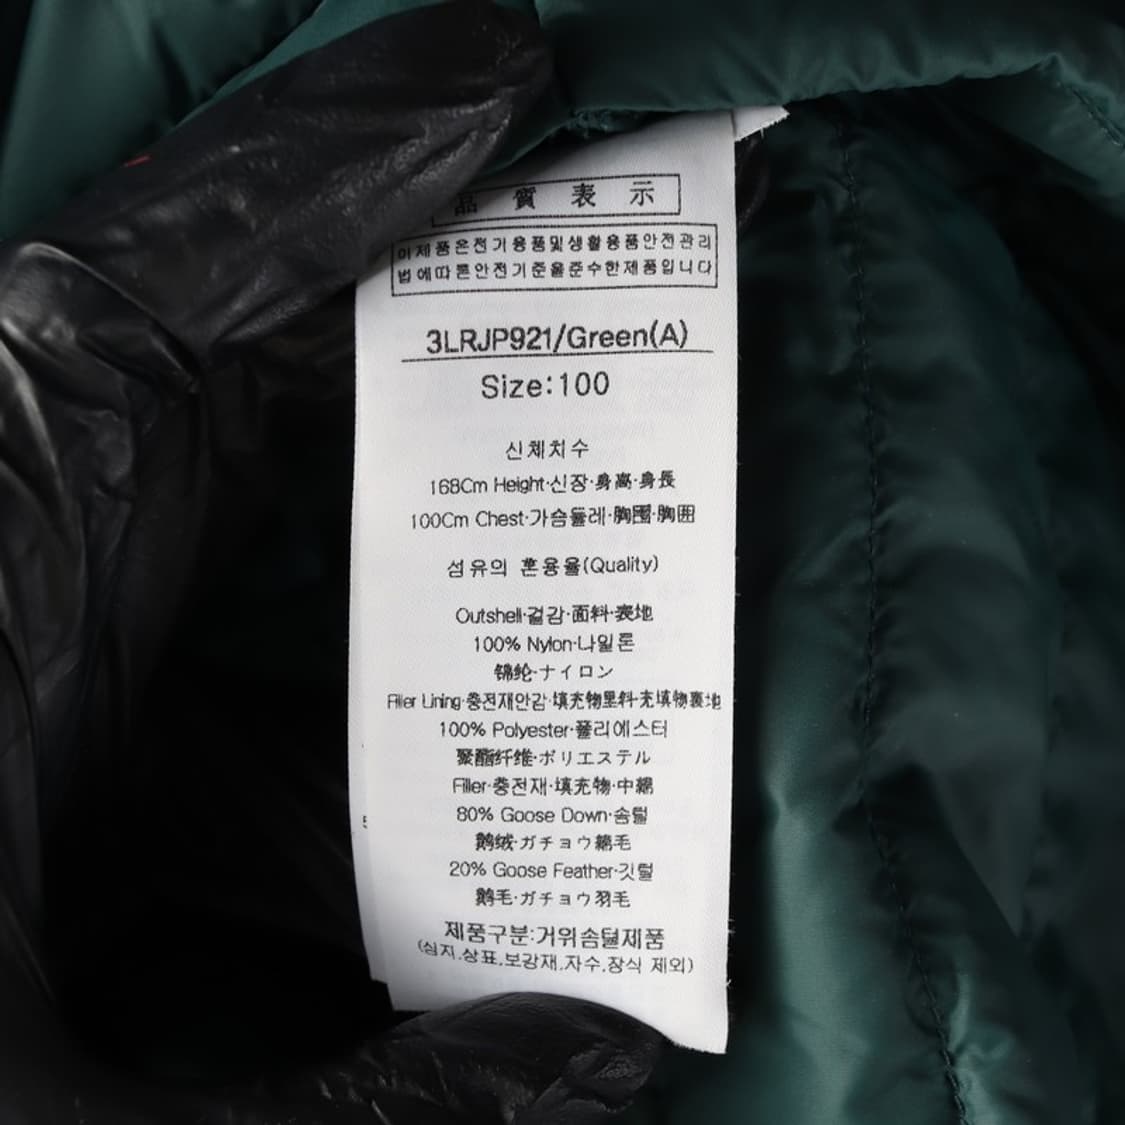 品質表示
이제품온전기용품및생활용품안전관리
법에따른안전기준을준수한제품입니다
3LRJP921/Green(A)
Size:100
신체치수
168Cm Height·신장·身高·身長
100Cm Chest·가슴둘레·胸围·胸囲
섬유의 혼용율(Quality)
Outshell·겉감·面料·表地
100% Nylon·나일론
锦纶·ナイロン
Filler Lining·충전재안감·填充物里料·充填物裏地
100% Polyester·폴리에스터
聚酯纤维·ポリエステル
Filler·충전재·填充物·中綿
80% Goose Down·솜털
鹅绒·ガチョウ綿毛
20% Goose Feather·깃털
鹅毛·ガチョウ羽毛
제품구분:거위솜털제품
(심지,상표,보강재,자수,장식 제외)